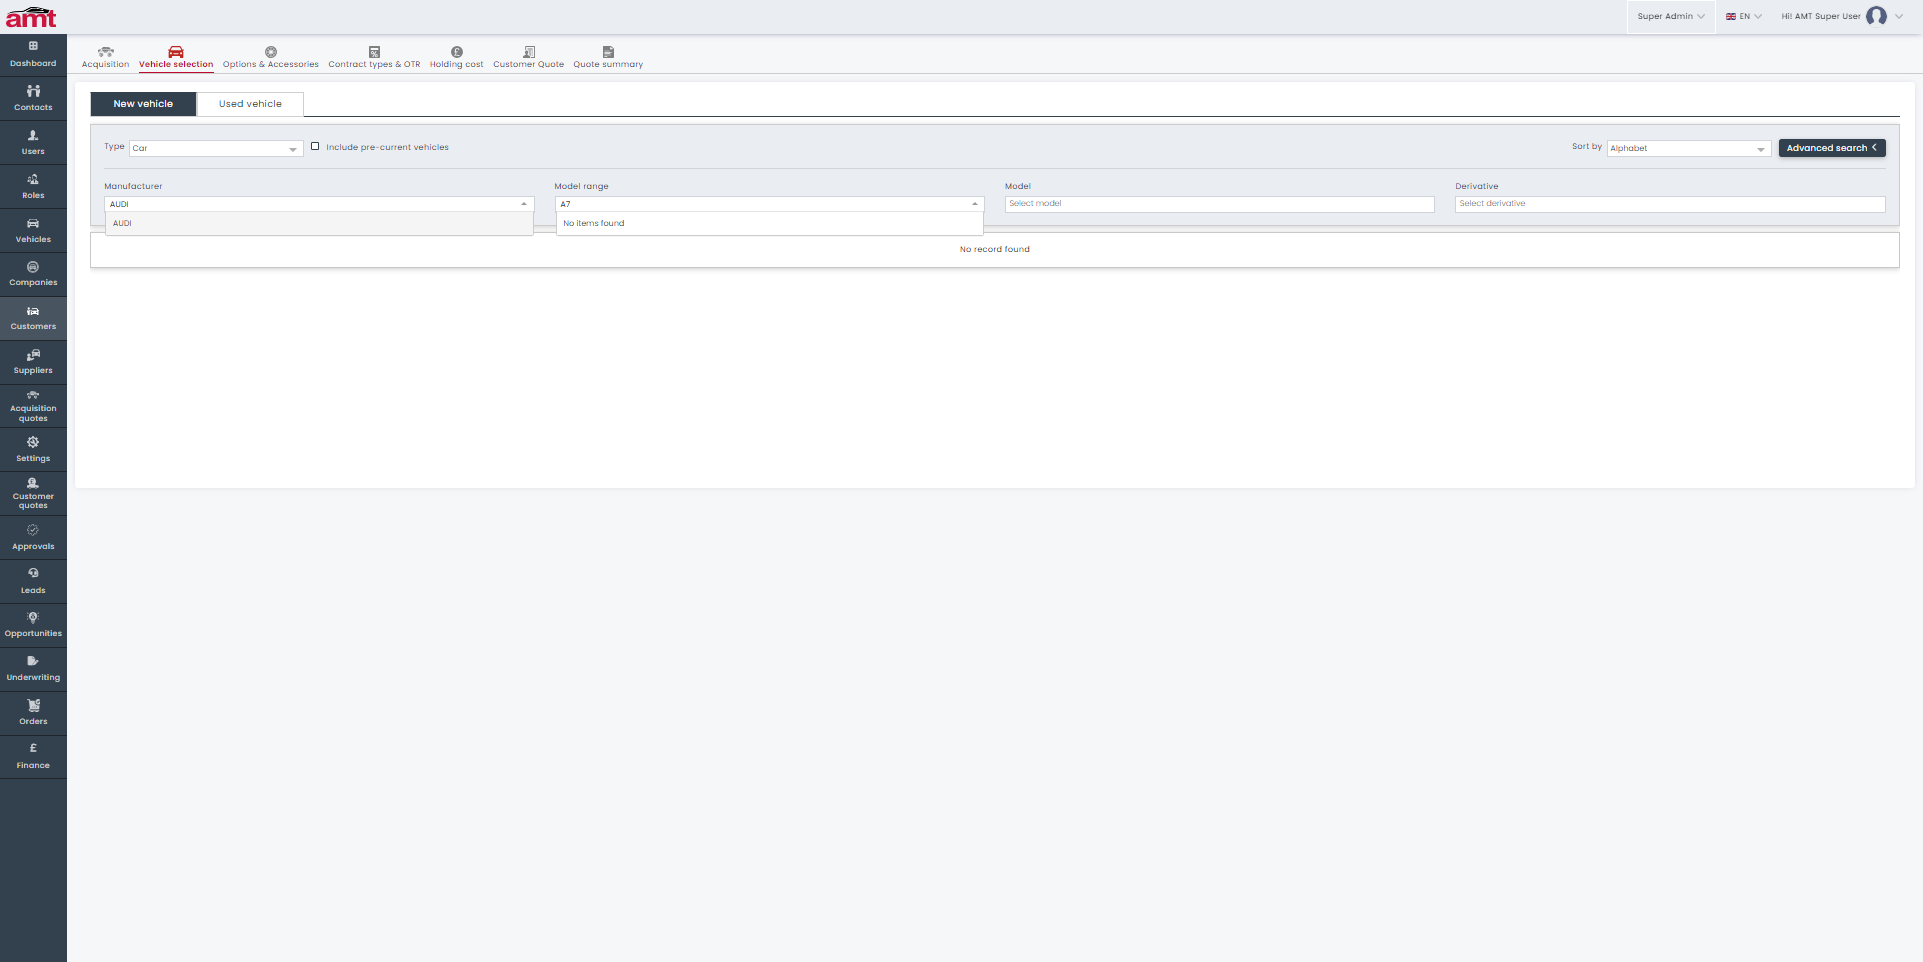 amt
Super Admin
EN
Hi! AMT Super User
Dashboard
Contacts
Users
Roles
Vehicles
Companies
Customers
Suppliers
Acquisition
quotes
Settings
Customer
quotes
Approvals
Leads
Opportunities
Underwriting
Orders
Finance
Acquisition
Vehicle selection
Options & Accessories
Contract types & OTR
Holding cost
Customer Quote
Quote summary
New vehicle
Used vehicle
Type
Car
Include pre-current vehicles
Sort by
Alphabet
Advanced search
Manufacturer
Model range
Model
Derivative
AUDI
A7
Select model
Select derivative
AUDI
No items found
No record found